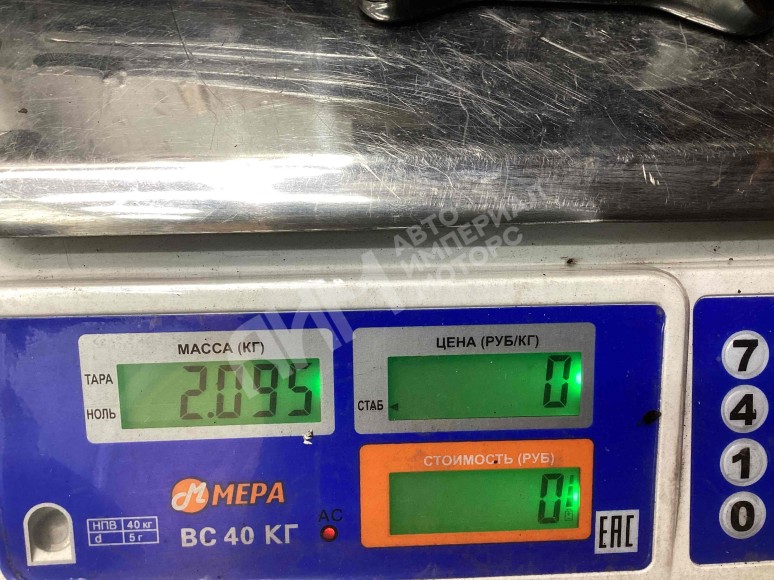 АВТО
ИМПЕРИАЛ
МОТОРС
МАССА (КГ)
ТАРА
НОЛЬ
2.095
ЦЕНА (РУБ/КГ)
СТАБ
0
СТОИМОСТЬ (РУБ)
0
МЕРА
ВС 40 КГ
АС
НПВ 40 кг
d 5 г
EAC
7
4
1
0